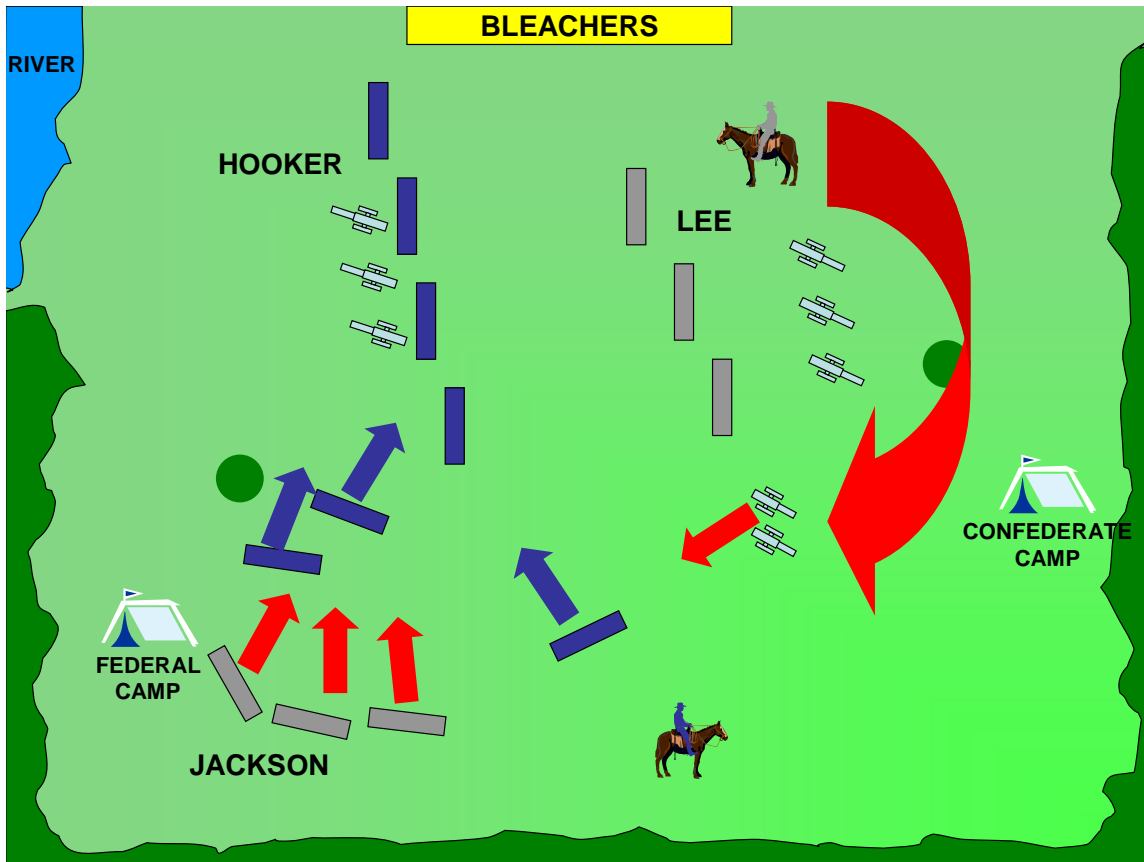 BLEACHERS
RIVER
HOOKER
LEE
CONFEDERATE
CAMP
FEDERAL
CAMP
JACKSON